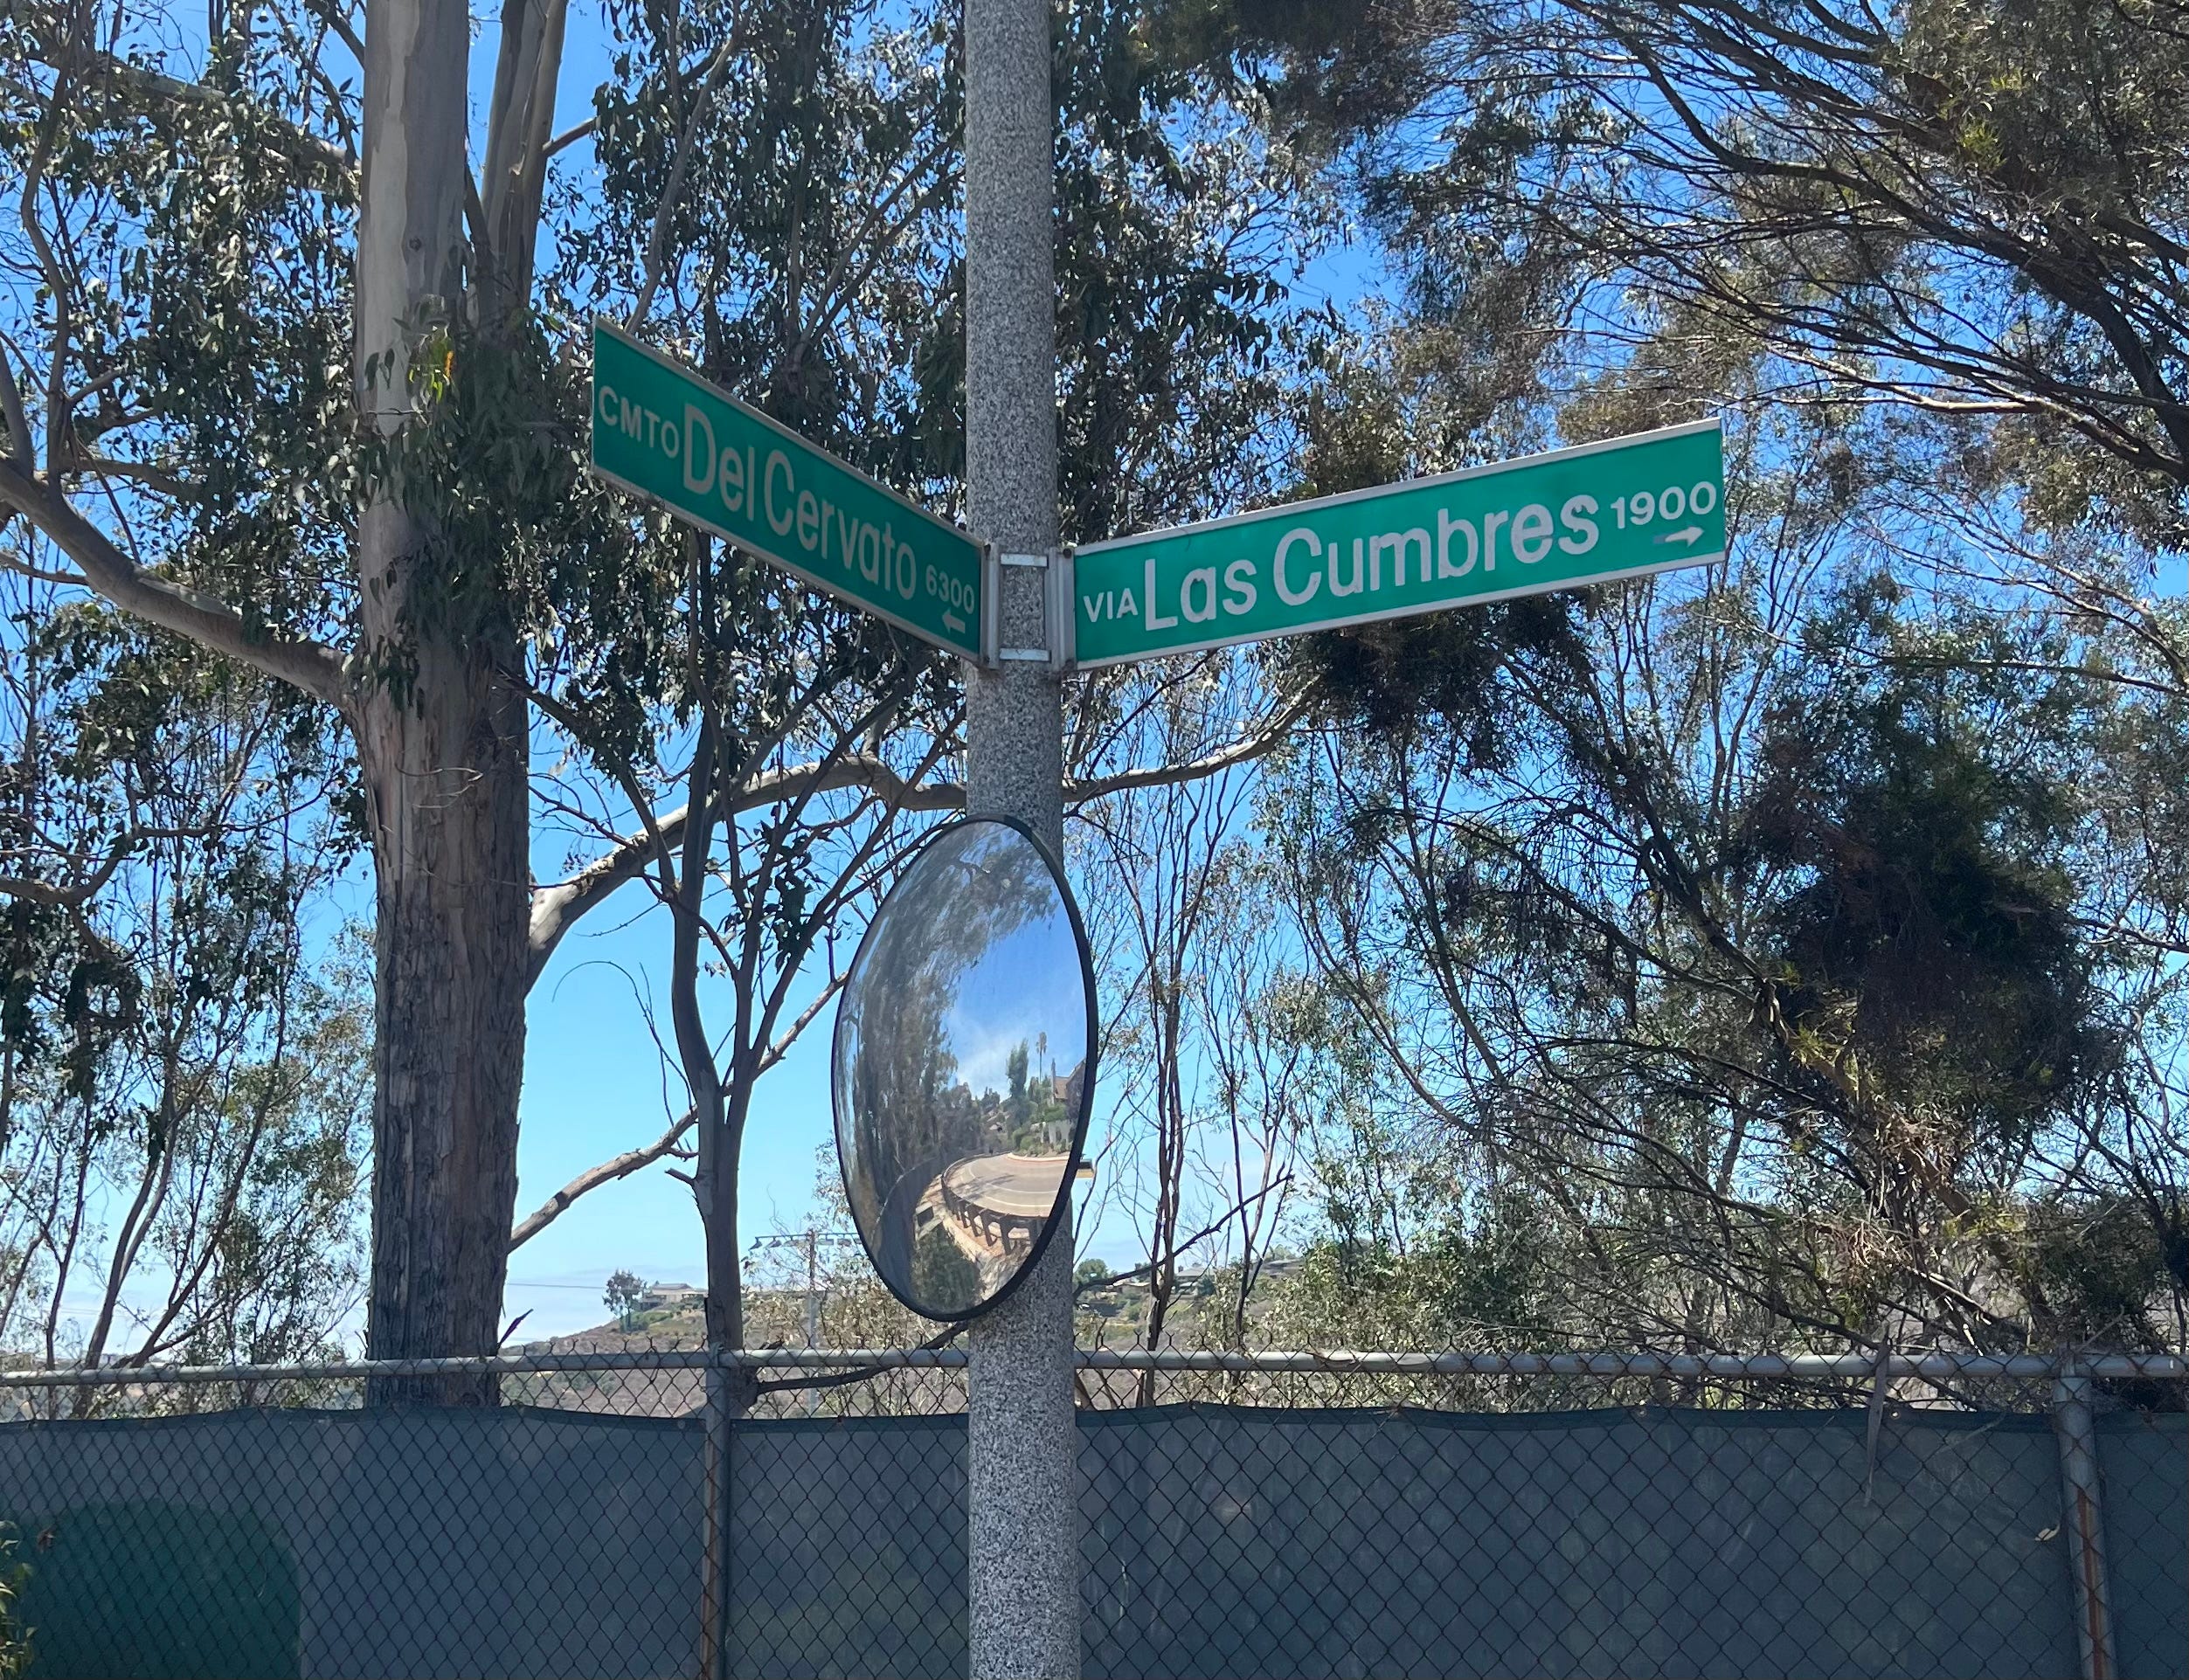 CMTO Del Cervato 6300
←
VIA Las Cumbres 1900
→